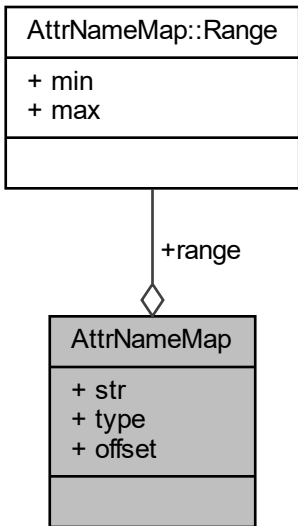 AttrNameMap::Range
+ min
+ max
+range
AttrNameMap
+ str
+ type
+ offset